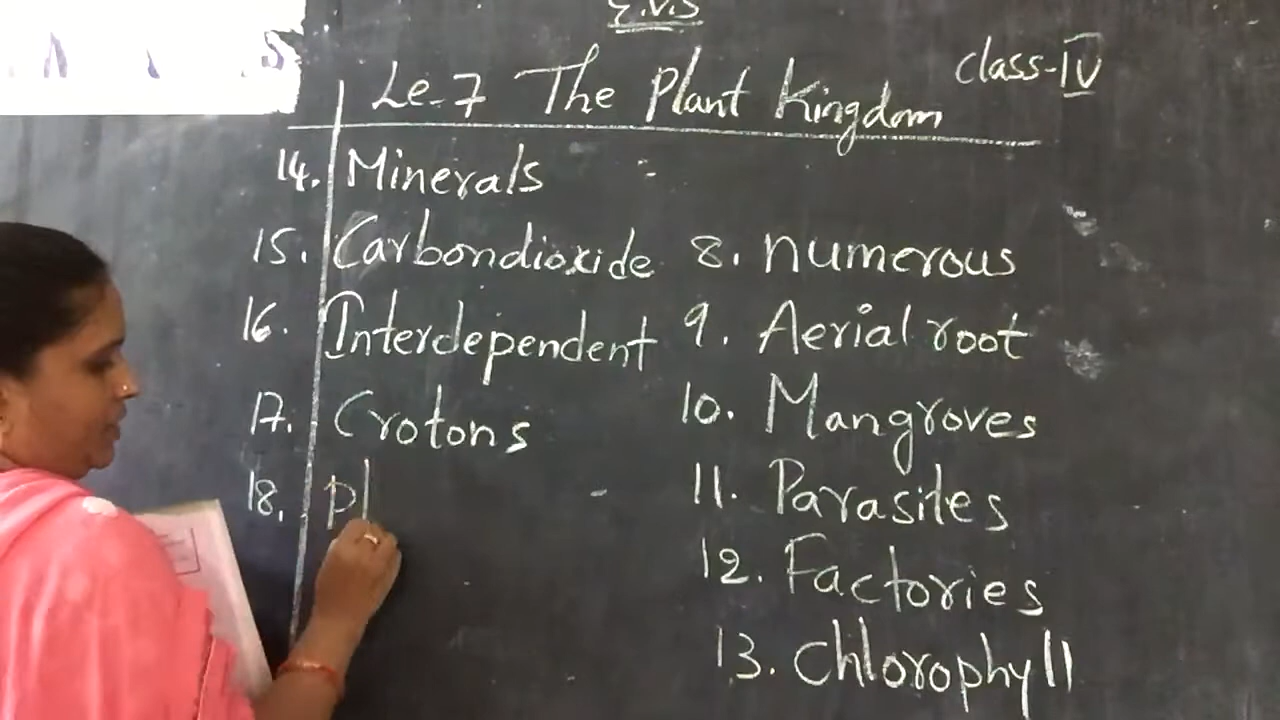 E.V.S
Le-7 The Plant Kingdom
Class-IV
14. Minerals
15. Carbondioxide
16. Interdependent
17. Crotons
18. Pl
8. numerous
9. Aerial root
10. Mangroves
11. Parasites
12. Factories
13. Chlorophyll